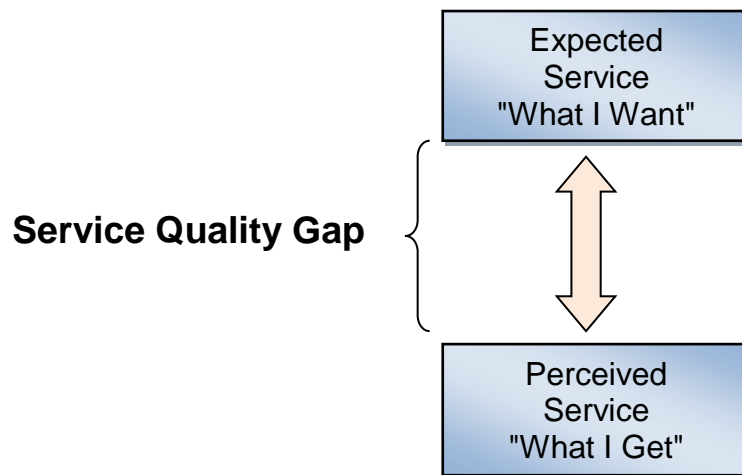 Expected
Service
"What I Want"
Service Quality Gap
Perceived
Service
"What I Get"